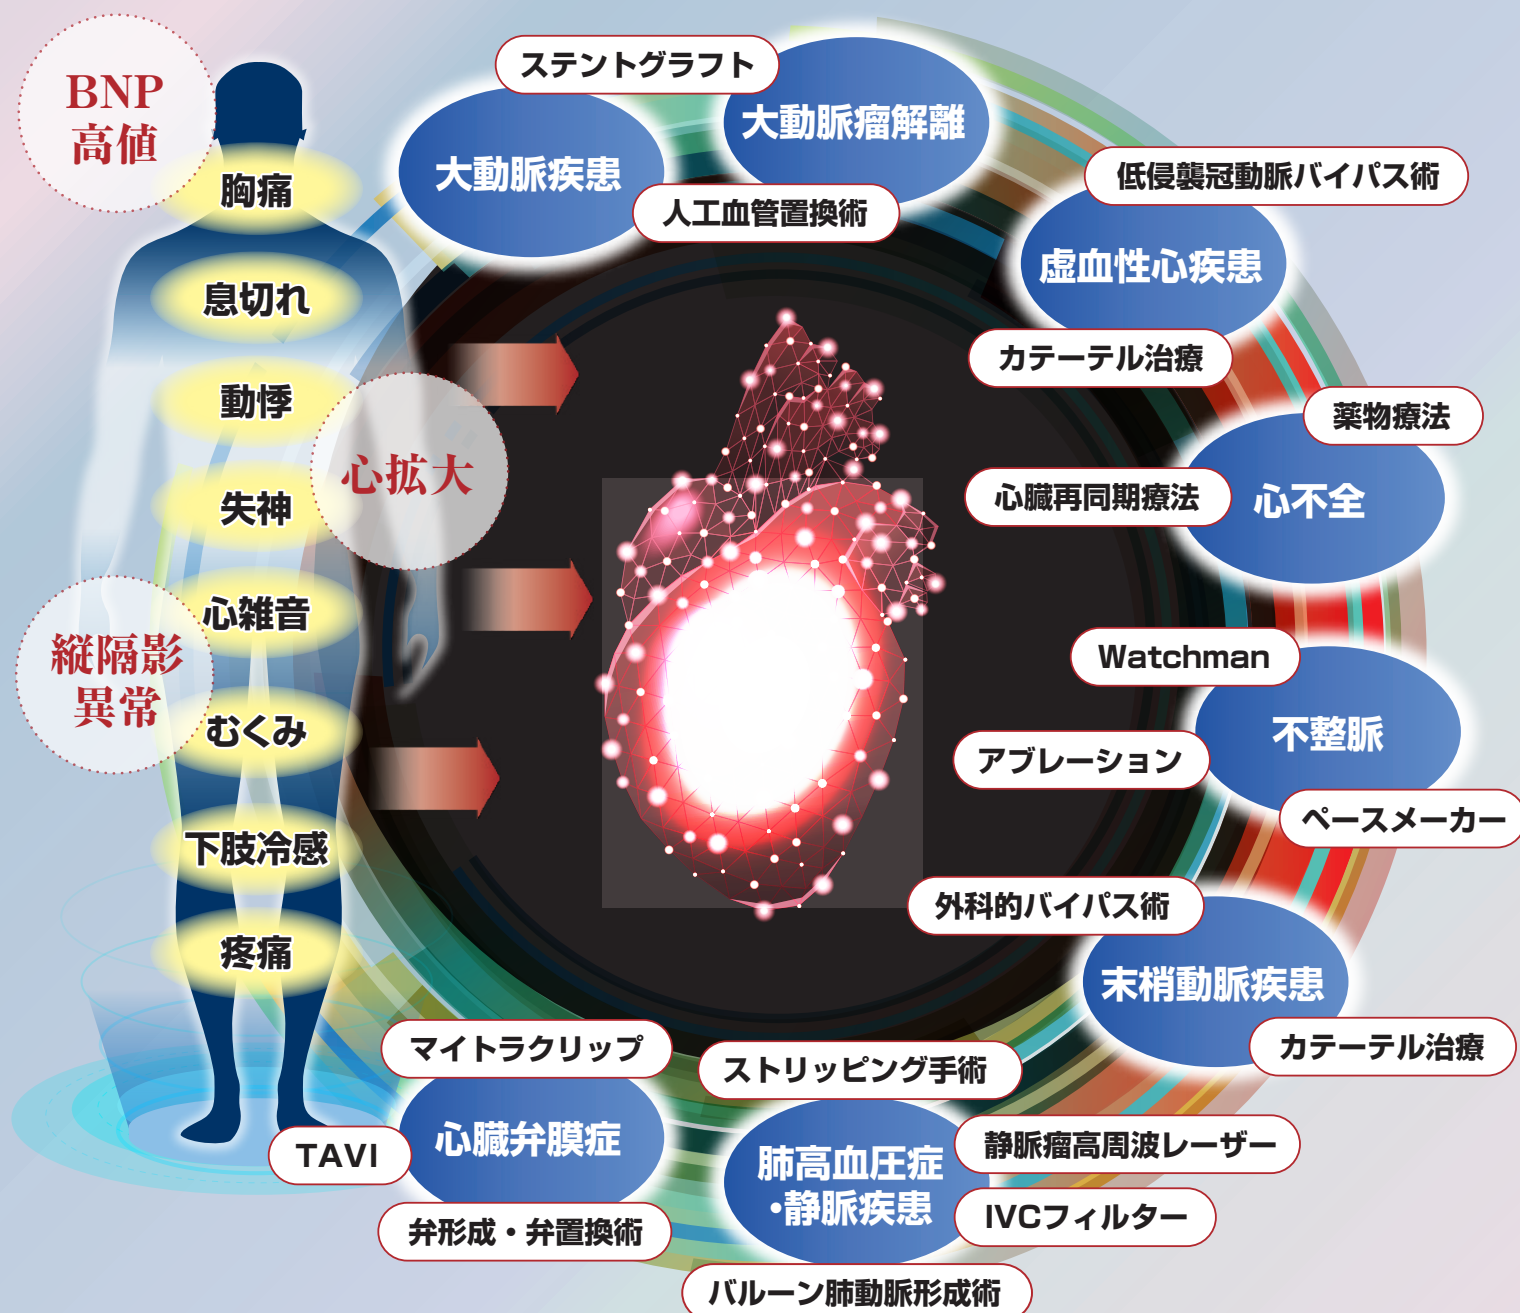 BNP
高値
胸痛
息切れ
動悸
失神
心拡大
心雑音
縦隔影
異常
むくみ
下肢冷感
疼痛
ステントグラフト
大動脈瘤解離
大動脈疾患
人工血管置換術
低侵襲冠動脈バイパス術
虚血性心疾患
カテーテル治療
薬物療法
心臓再同期療法
心不全
Watchman
不整脈
アブレーション
ペースメーカー
外科的バイパス術
末梢動脈疾患
カテーテル治療
マイトラクリップ
心臓弁膜症
TAVI
弁形成・弁置換術
ストリッピング手術
肺高血圧症
・静脈疾患
静脈瘤高周波レーザー
IVCフィルター
バルーン肺動脈形成術